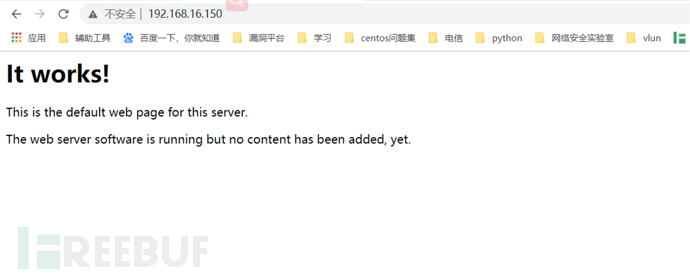 不安全 | 192.168.16.150
应用 辅助工具 百度一下，你就知道 漏洞平台 学习 centos问题集 电信 python 网络安全实验室 vlun
It works!
This is the default web page for this server.
The web server software is running but no content has been added, yet.
FREEBUF